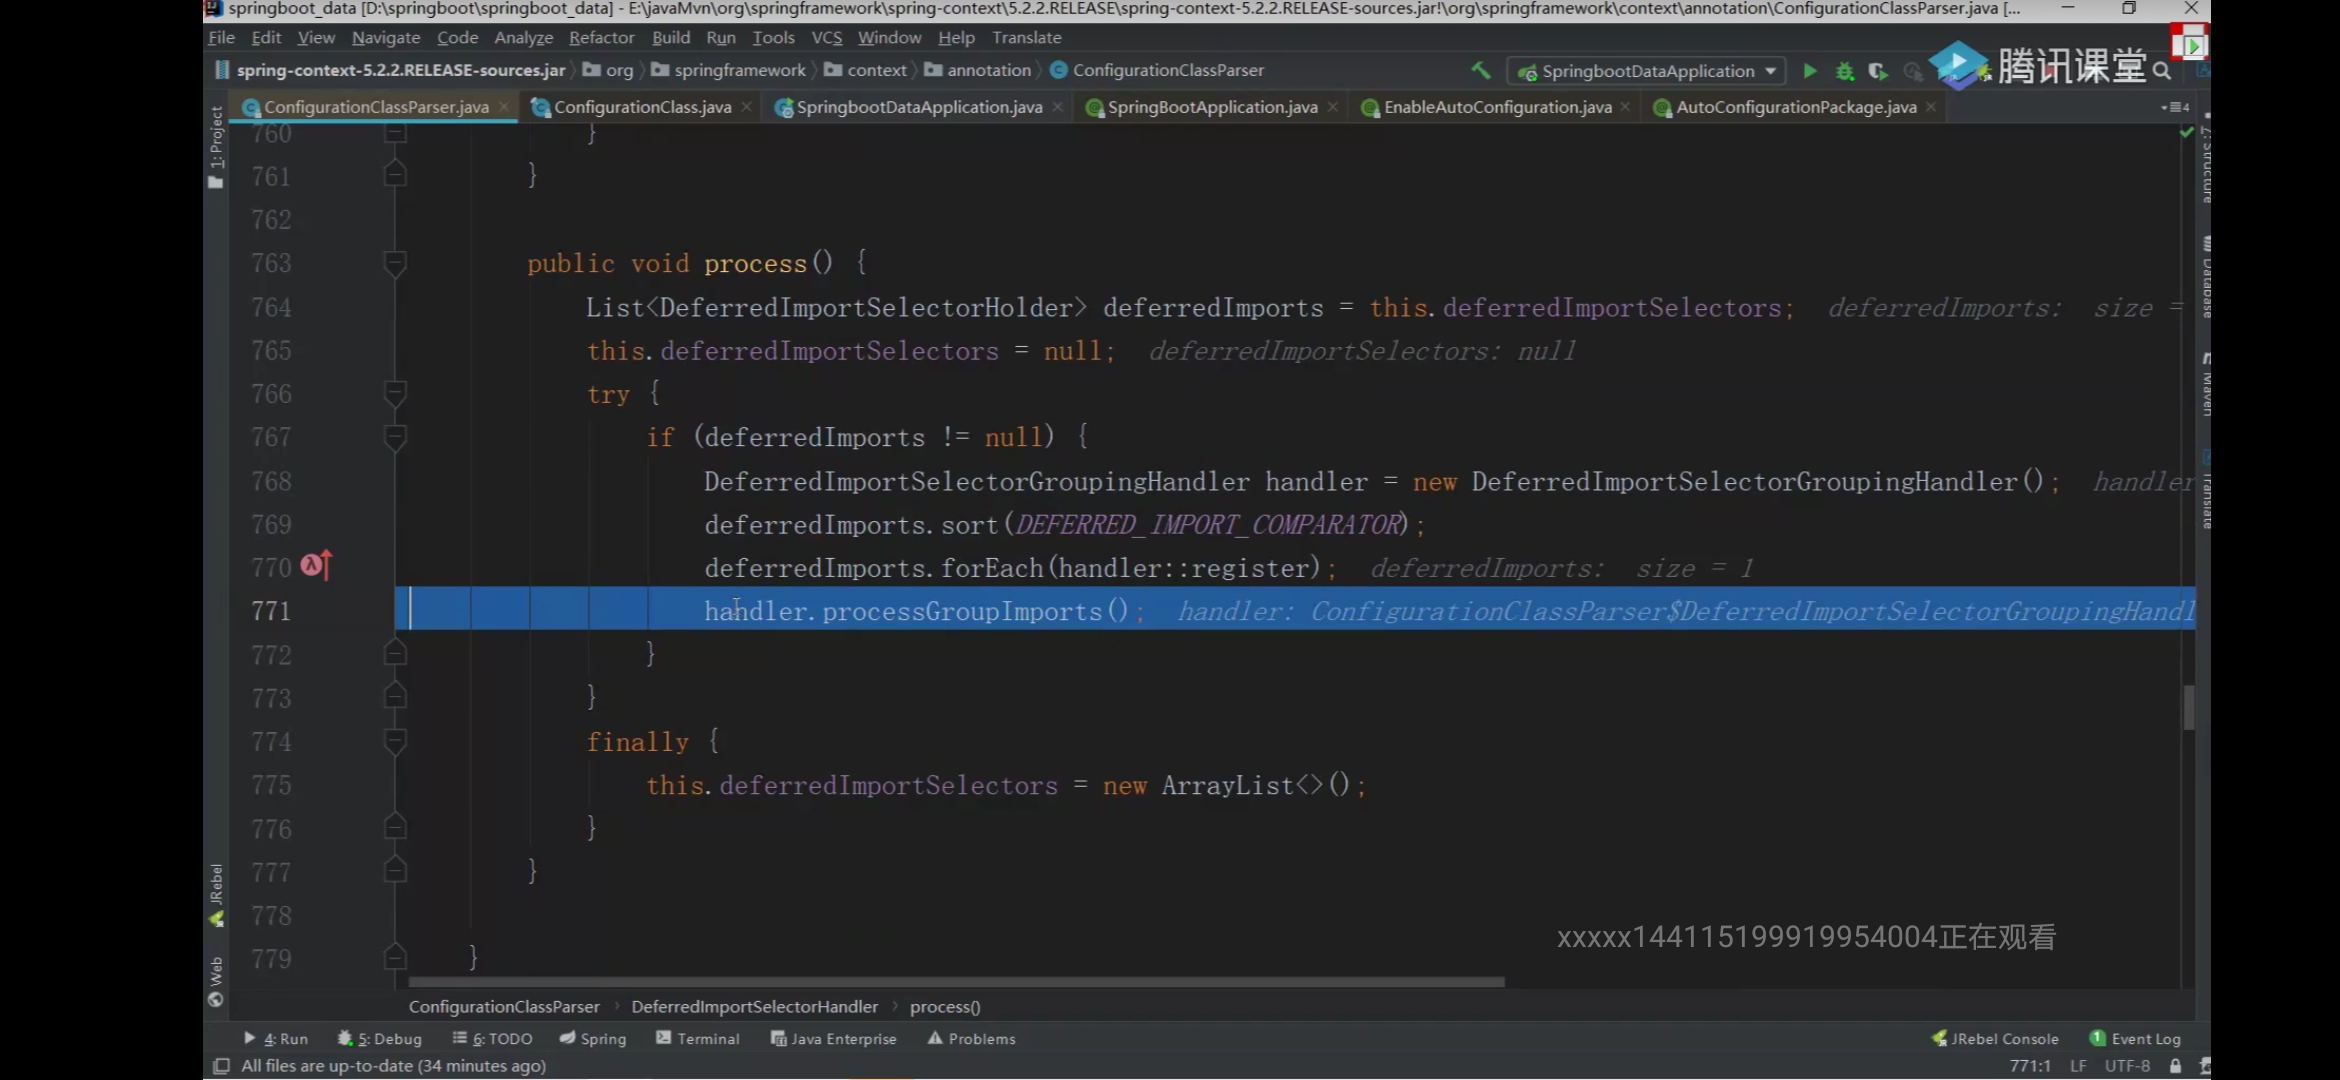 springboot_data [D:\springboot\springboot_data] - E:\javaMvn\org\springframework\spring-context\5.2.2.RELEASE\spring-context-5.2.2.RELEASE-sources.jar!\org\springframework\context\annotation\ConfigurationClassParser.java [...
File Edit View Navigate Code Analyze Refactor Build Run Tools VCS Window Help Translate
spring-context-5.2.2.RELEASE-sources.jar org springframework context annotation ConfigurationClassParser SpringbootDataApplication 腾讯课堂
ConfigurationClassParser.java ConfigurationClass.java SpringbootDataApplication.java SpringBootApplication.java EnableAutoConfiguration.java AutoConfigurationPackage.java 4
1: Project
Database
Maven
Translate
760 }
761 }
762
763 public void process() {
764 List<DeferredImportSelectorHolder> deferredImports = this.deferredImportSelectors; deferredImports: size =
765 this.deferredImportSelectors = null; deferredImportSelectors: null
766 try {
767 if (deferredImports != null) {
768 DeferredImportSelectorGroupingHandler handler = new DeferredImportSelectorGroupingHandler(); handler
769 deferredImports.sort(DEFERRED_IMPORT_COMPARATOR);
770 deferredImports.forEach(handler::register); deferredImports: size = 1
771 handler.processGroupImports(); handler: ConfigurationClassParser$DeferredImportSelectorGroupingHandl
772 }
773 }
774 finally {
775 this.deferredImportSelectors = new ArrayList<>();
776 }
777 }
778
779 }
xxxxx144115199919954004正在观看
JRebel
Web
ConfigurationClassParser DeferredImportSelectorHandler process()
4: Run 5: Debug 6: TODO Spring Terminal Java Enterprise Problems JRebel Console 1 Event Log
All files are up-to-date (34 minutes ago) 771:1 LF UTF-8